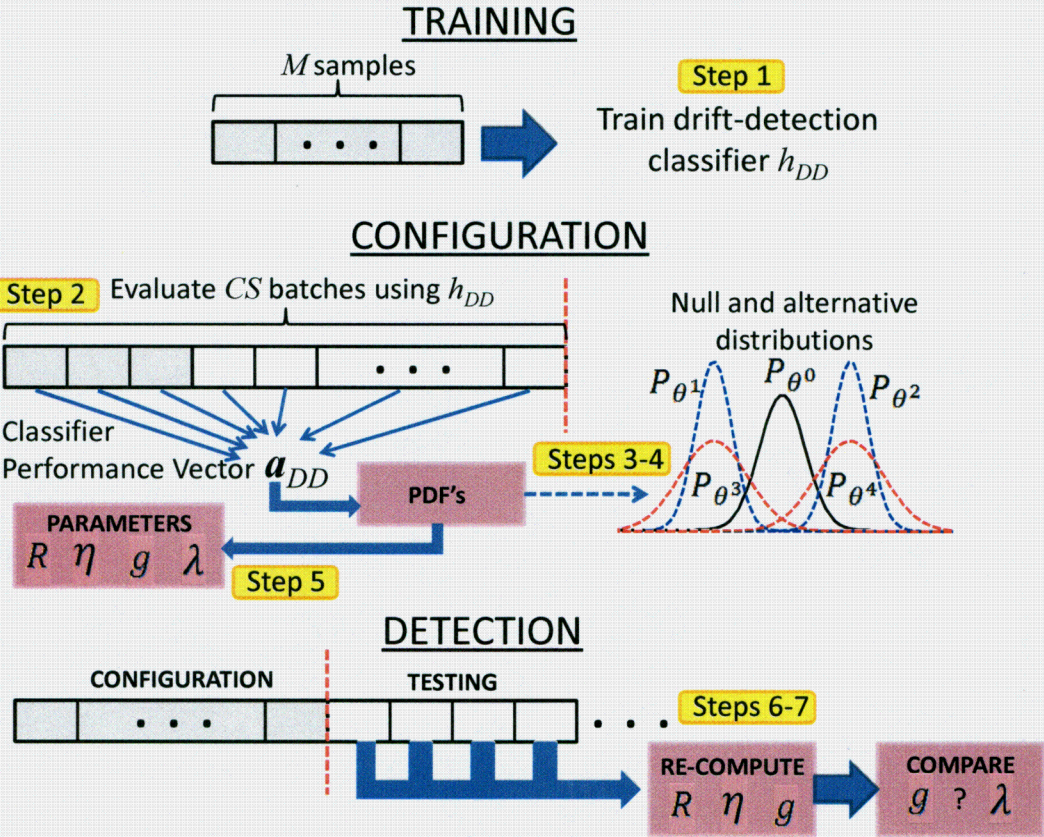 TRAINING
M samples
Step 1
. . .
Train drift-detection
classifier h_DD
CONFIGURATION
Step 2 Evaluate CS batches using h_DD
Null and alternative
distributions
. . .
P_θ¹ P_θ⁰ P_θ²
Classifier
Performance Vector a_DD
Steps 3-4
P_θ³ P_θ⁴
PDF's
PARAMETERS
R η g λ
Step 5
DETECTION
CONFIGURATION TESTING
. . . . . . Steps 6-7
RE-COMPUTE
R η g
COMPARE
g ? λ